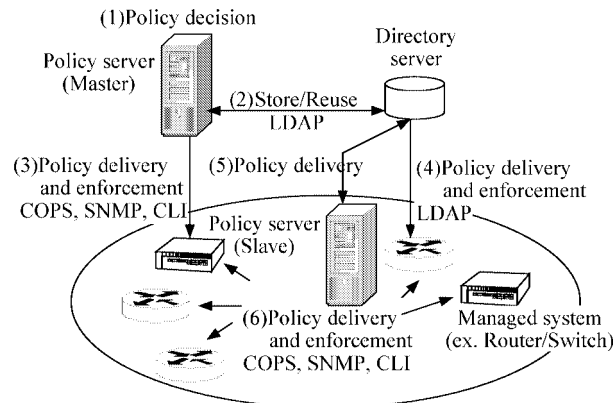 (1)Policy decision
Policy server
(Master)
Directory
server
(2)Store/Reuse
LDAP
(3)Policy delivery
and enforcement
COPS, SNMP, CLI
(5)Policy delivery
(4)Policy delivery
and enforcement
LDAP
Policy server
(Slave)
(6)Policy delivery
and enforcement
COPS, SNMP, CLI
Managed system
(ex. Router/Switch)